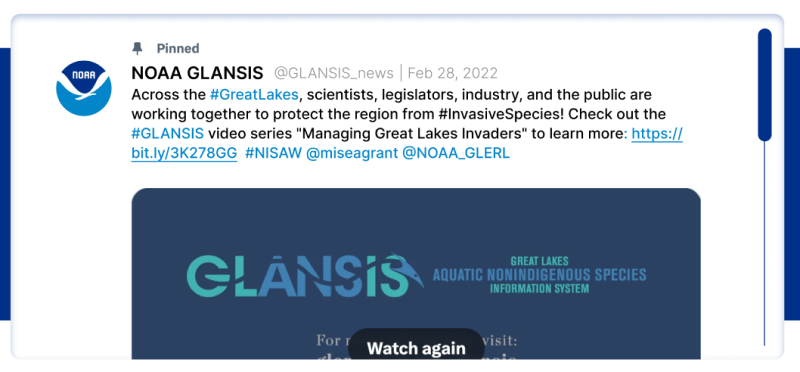 Pinned
NOAA
NOAA GLANSIS @GLANSIS_news | Feb 28, 2022
Across the #GreatLakes, scientists, legislators, industry, and the public are
working together to protect the region from #InvasiveSpecies! Check out the
#GLANSIS video series "Managing Great Lakes Invaders" to learn more: https://
bit.ly/3K278GG #NISAW @miseagrant @NOAA_GLERL
GLANSIS
GREAT LAKES
AQUATIC NONINDIGENOUS SPECIES
INFORMATION SYSTEM
For visit:
Watch again